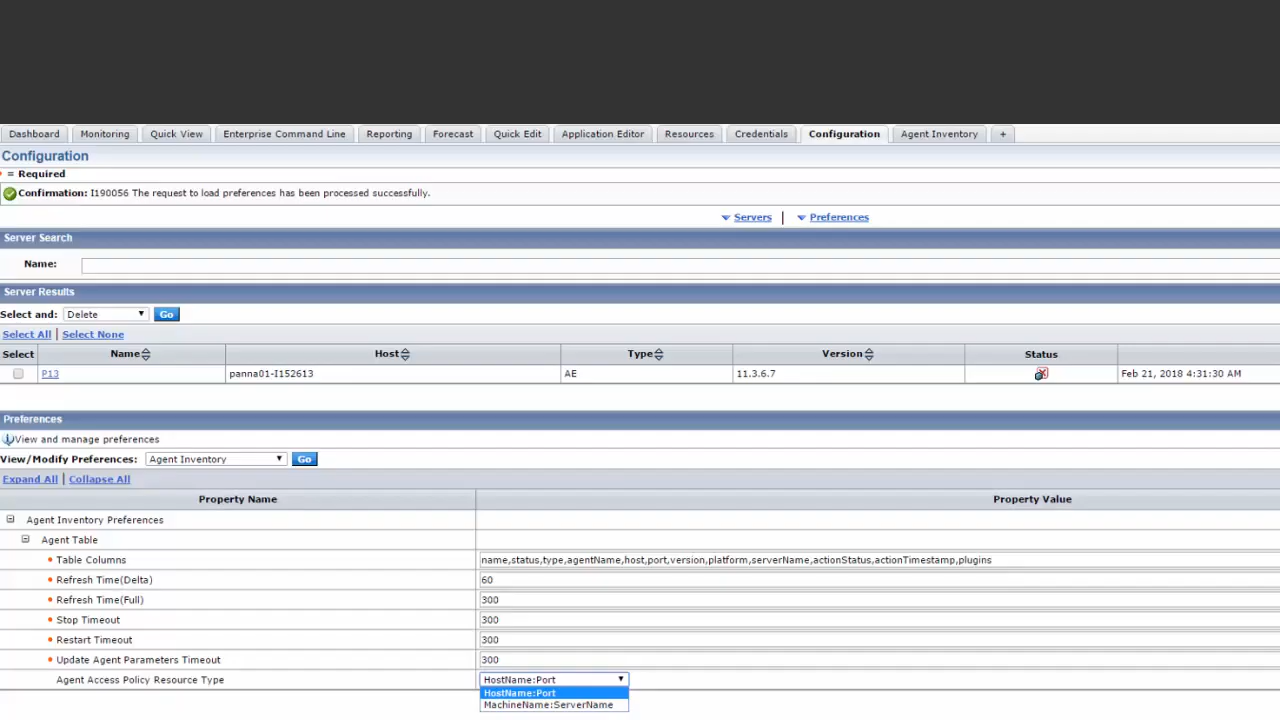 Dashboard Monitoring Quick View Enterprise Command Line Reporting Forecast Quick Edit Application Editor Resources Credentials Configuration Agent Inventory +
Configuration
= Required
Confirmation: I190056 The request to load preferences has been processed successfully.
Servers | Preferences
Server Search
Name:
Server Results
Select and: Delete Go
Select All | Select None
Select Name Host Type Version Status
P13 panna01-I152613 AE 11.3.6.7 Feb 21, 2018 4:31:30 AM
Preferences
View and manage preferences
View/Modify Preferences: Agent Inventory Go
Expand All | Collapse All
Property Name Property Value
Agent Inventory Preferences
Agent Table
Table Columns name,status,type,agentName,host,port,version,platform,serverName,actionStatus,actionTimestamp,plugins
Refresh Time(Delta) 60
Refresh Time(Full) 300
Stop Timeout 300
Restart Timeout 300
Update Agent Parameters Timeout 300
Agent Access Policy Resource Type HostName:Port
HostName:Port
MachineName:ServerName